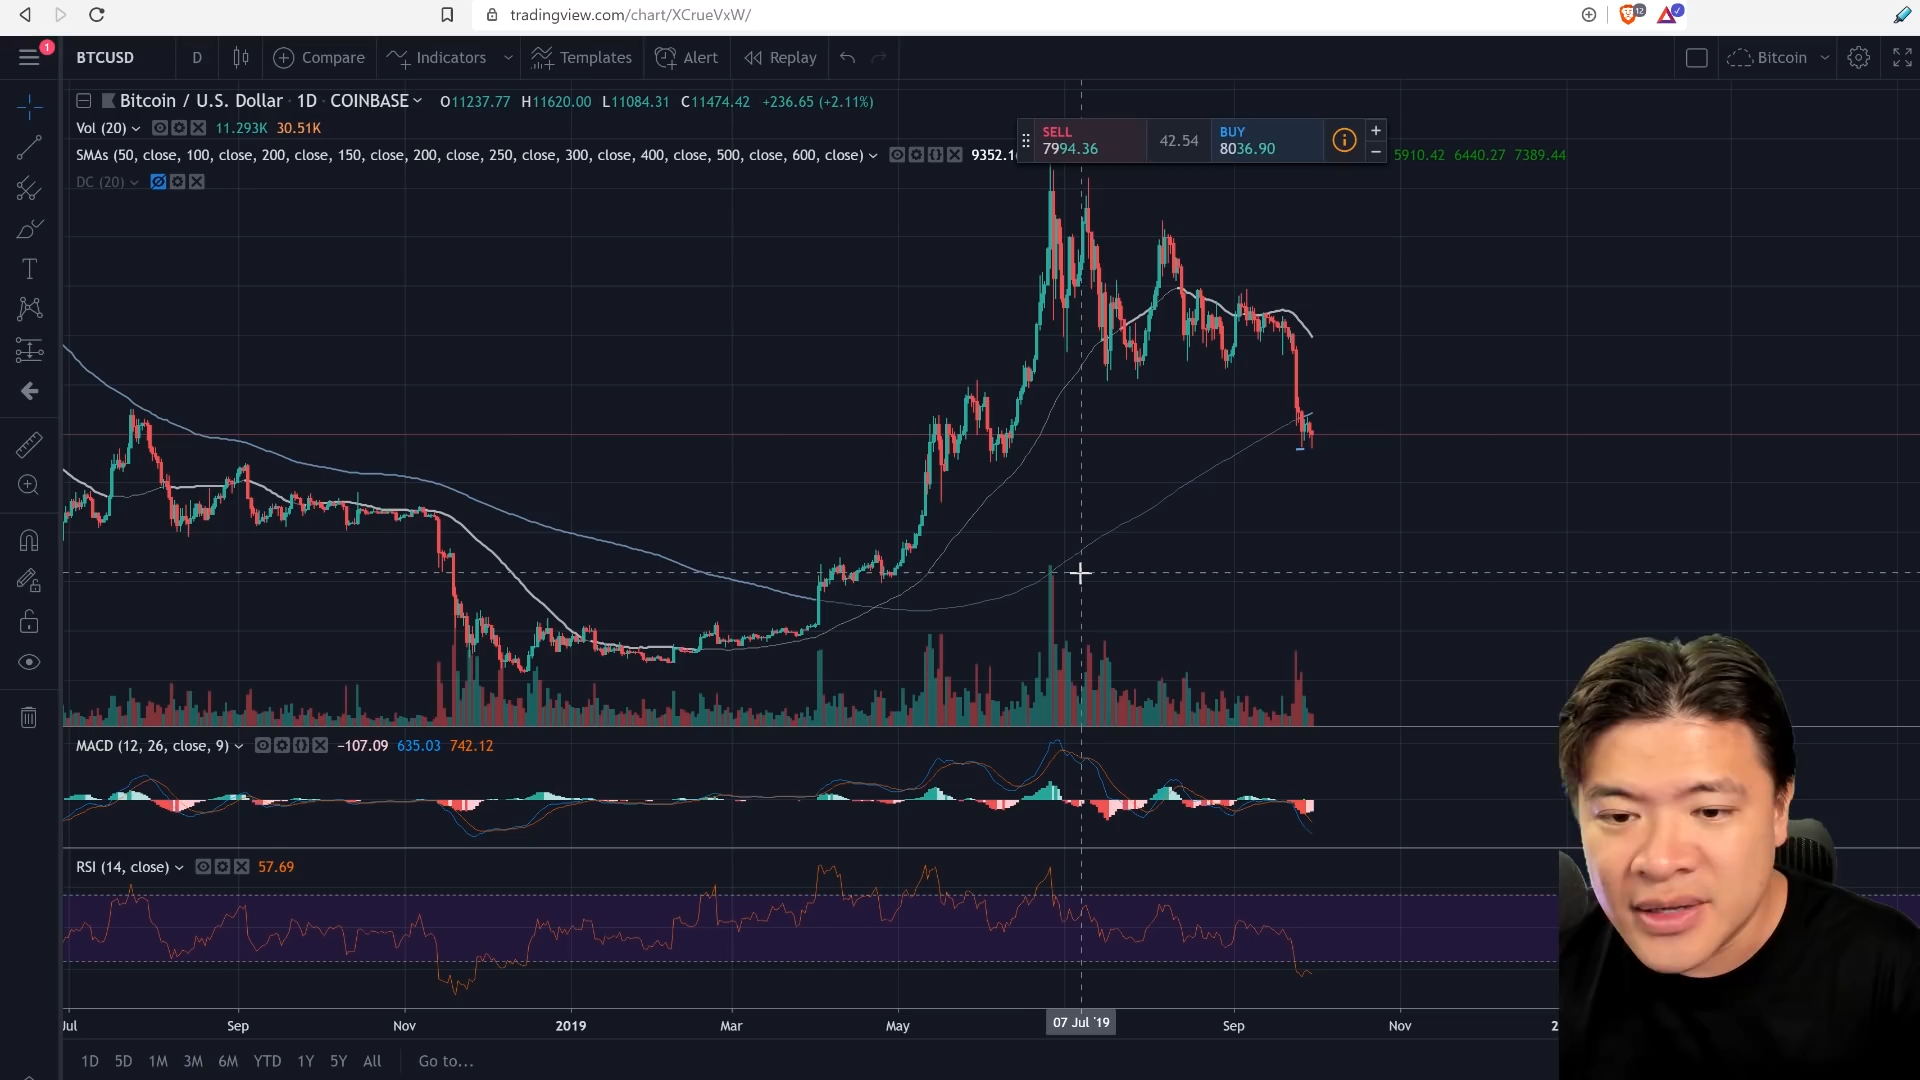 tradingview.com/chart/XCrueVxW/
12
1
BTCUSD D Compare Indicators Templates Alert Replay Bitcoin
Bitcoin / U.S. Dollar · 1D · COINBASE O11237.77 H11620.00 L11084.31 C11474.42 +236.65 (+2.11%)
Vol (20) 11.293K 30.51K
SELL
7994.36
42.54
BUY
8036.90
SMAs (50, close, 100, close, 200, close, 150, close, 200, close, 250, close, 300, close, 400, close, 500, close, 600, close) 5910.42 6440.27 7389.44
DC (20)
MACD (12, 26, close, 9) −107.09 635.03 742.12
RSI (14, close) 57.69
Jul Sep Nov 2019 Mar May 07 Jul '19 Sep Nov
1D 5D 1M 3M 6M YTD 1Y 5Y All Go to...